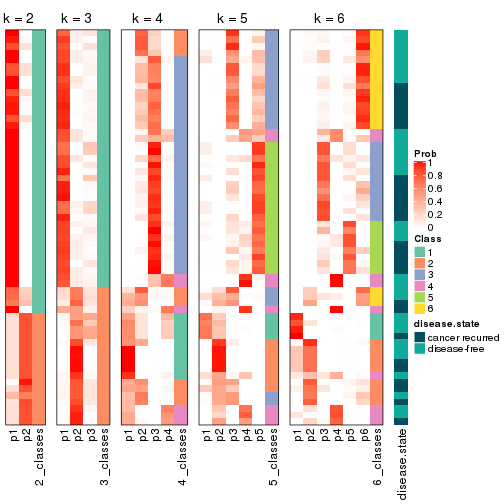 k = 2
k = 3
k = 4
k = 5
k = 6
p1
p2
2_classes
p1
p2
p3
3_classes
p1
p2
p3
p4
4_classes
p1
p2
p3
p4
p5
5_classes
p1
p2
p3
p4
p5
p6
6_classes
disease.state
Prob
1
0.8
0.6
0.4
0.2
0
Class
1
2
3
4
5
6
disease.state
cancer recurred
disease-free